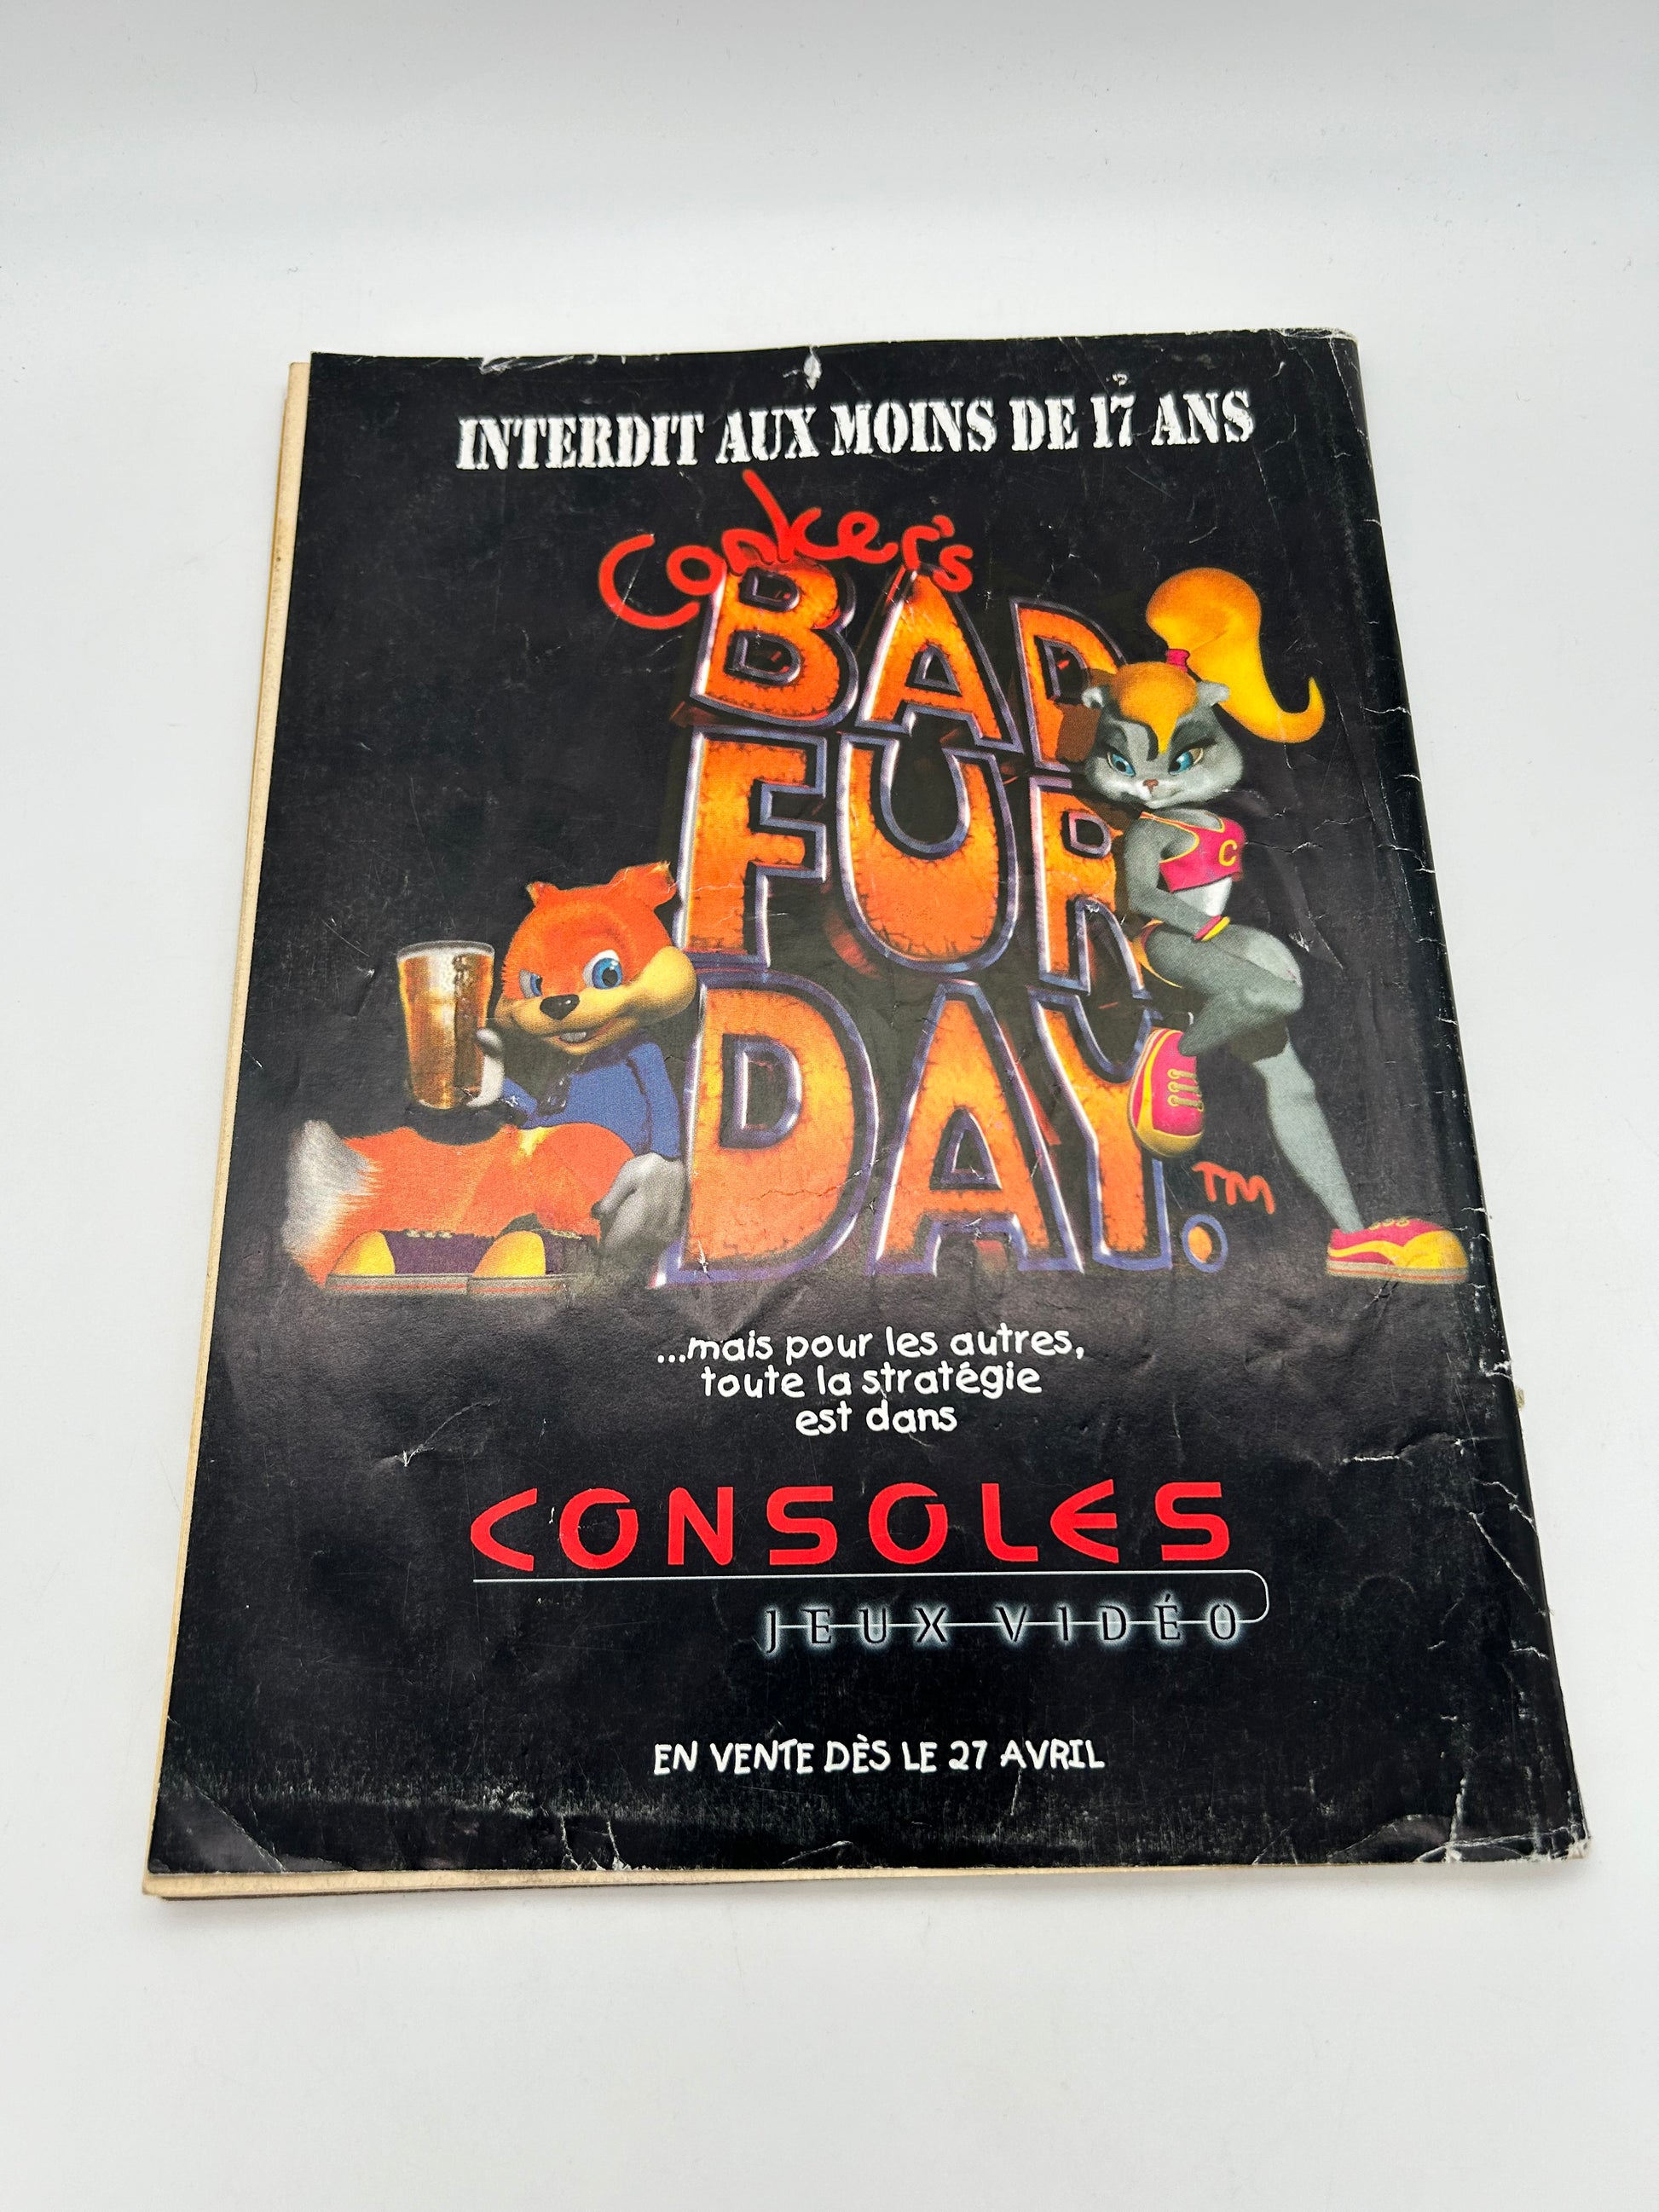 INTERDIT AUX MOINS DE 17 ANS
Conker's
BAD
FUR
DAY.™
C
...mais pour les autres,
toute la stratégie
est dans
CONSOLES
JEUX VIDÉO
EN VENTE DÈS LE 27 AVRIL